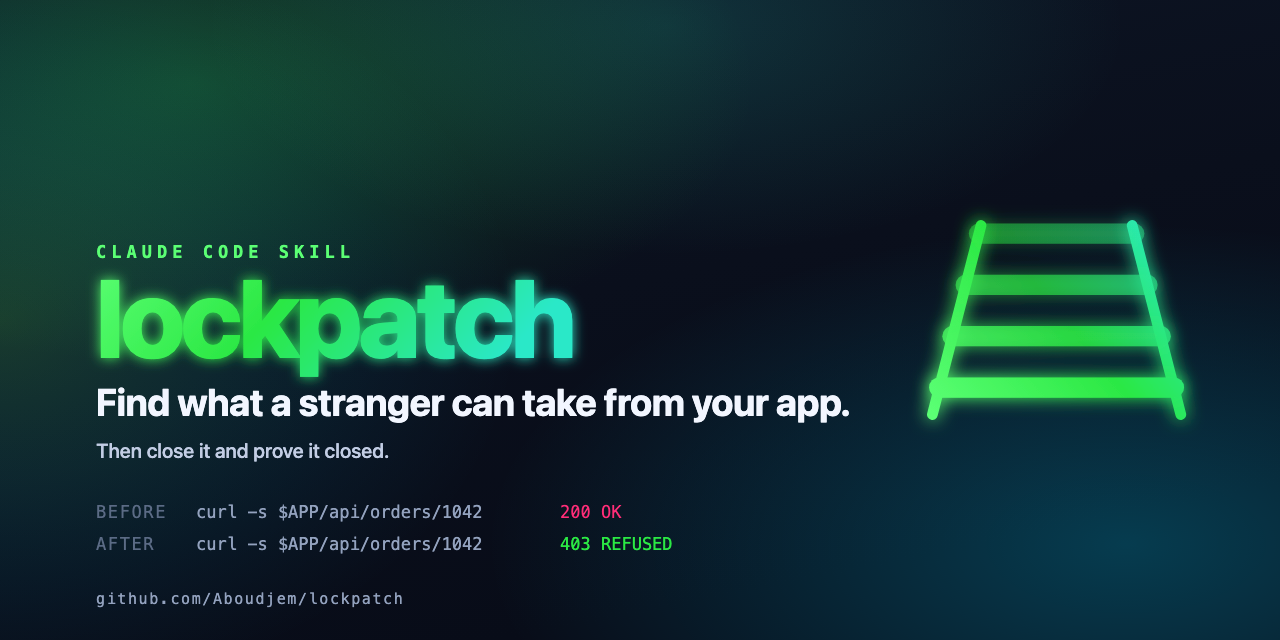 CLAUDE CODE SKILL
lockpatch
Find what a stranger can take from your app.
Then close it and prove it closed.
BEFORE curl -s $APP/api/orders/1042 200 OK
AFTER curl -s $APP/api/orders/1042 403 REFUSED
github.com/Aboudjem/lockpatch